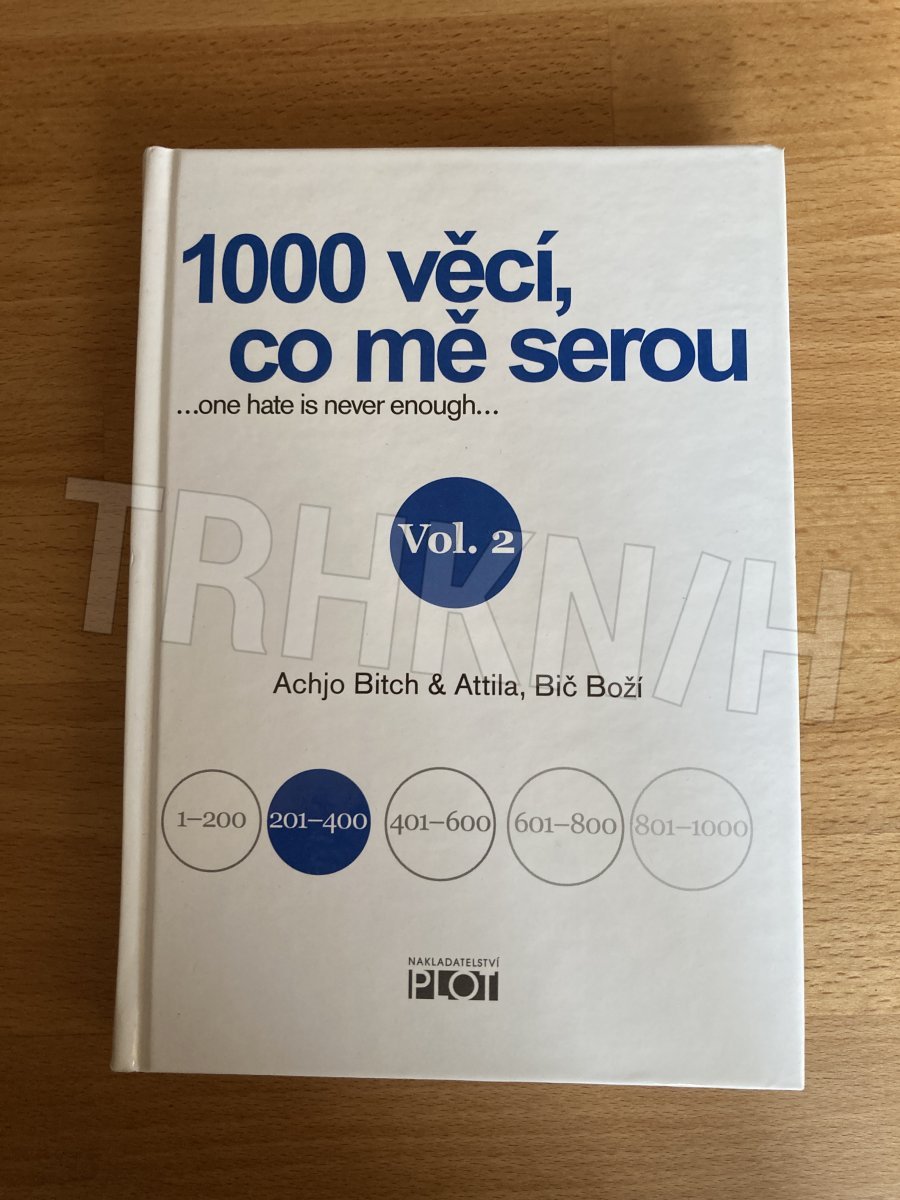 1000 věcí,
co mě serou
...one hate is never enough...
Vol. 2
TRHKNIH
Achjo Bitch & Attila, Bič Boží
1–200
201–400
401–600
601–800
801–1000
NAKLADATELSTVÍ
PLOT